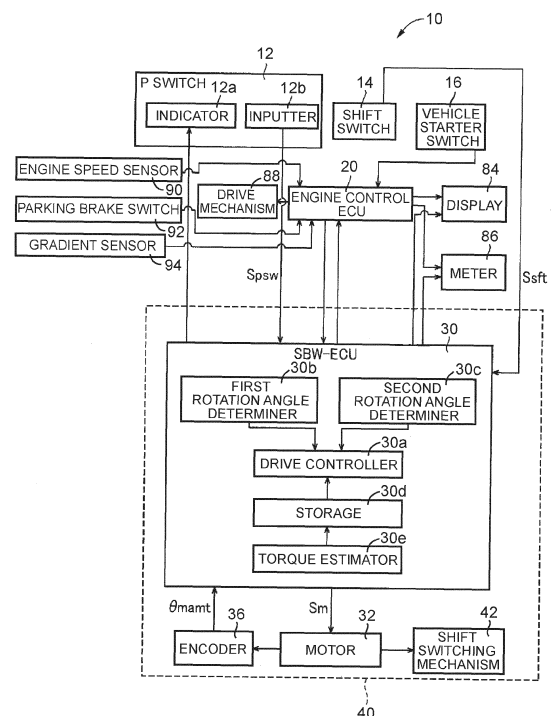 10
12
P SWITCH
12a
12b
INDICATOR
INPUTTER
14
SHIFT
SWITCH
16
VEHICLE
STARTER
SWITCH
ENGINE SPEED SENSOR
90
PARKING BRAKE SWITCH
92
GRADIENT SENSOR
94
88
DRIVE
MECHANISM
20
ENGINE CONTROL
ECU
84
DISPLAY
86
METER
Spsw
Ssft
30
SBW-ECU
30b
FIRST
ROTATION ANGLE
DETERMINER
30c
SECOND
ROTATION ANGLE
DETERMINER
30a
DRIVE CONTROLLER
30d
STORAGE
30e
TORQUE ESTIMATOR
θmamt
Sm
36
ENCODER
32
MOTOR
42
SHIFT
SWITCHING
MECHANISM
40